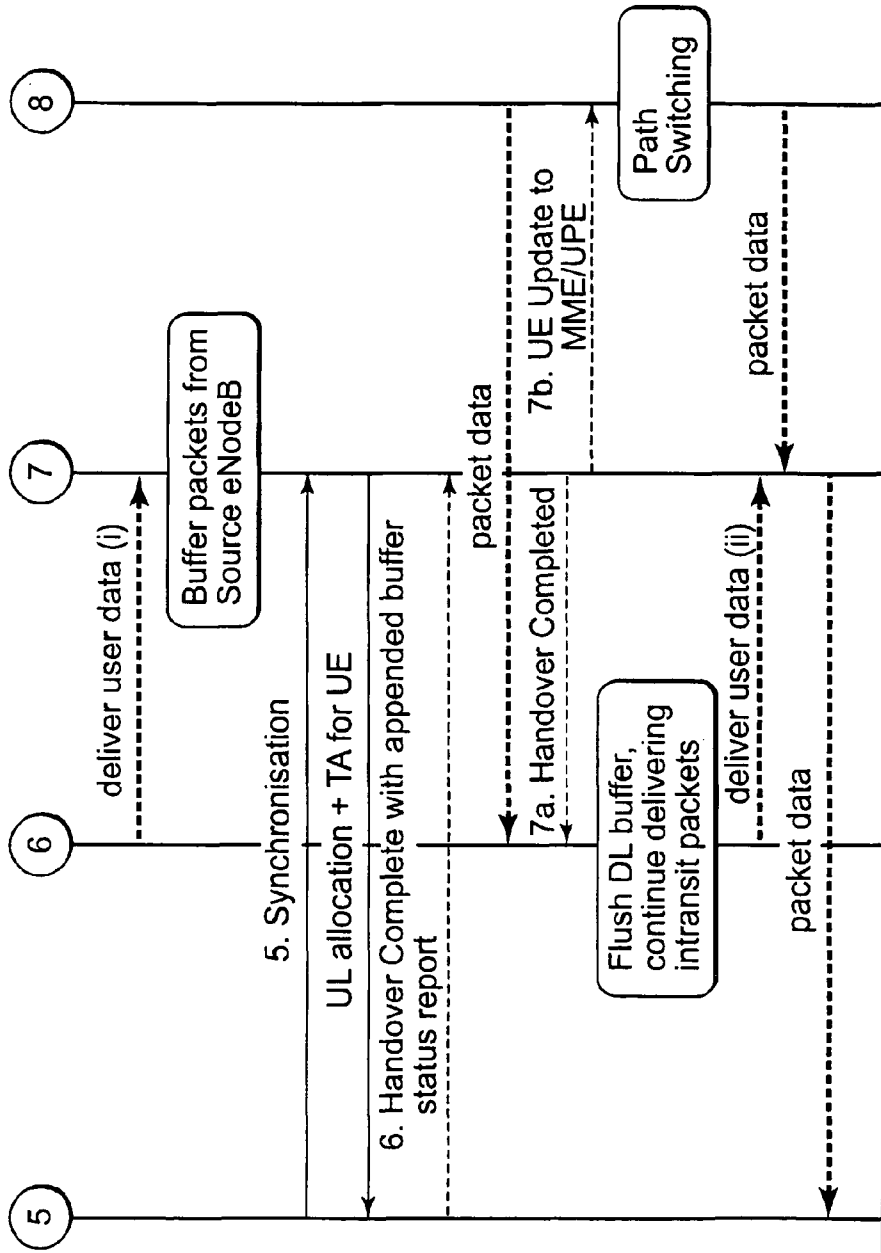 5
6
7
8
deliver user data (i)
Buffer packets from
Source eNodeB
5. Synchronisation
UL allocation + TA for UE
6. Handover Complete with appended buffer
status report
packet data
7a. Handover Completed
7b. UE Update to
MME/UPE
Flush DL buffer,
continue delivering
intransit packets
Path
Switching
deliver user data (ii)
packet data
packet data